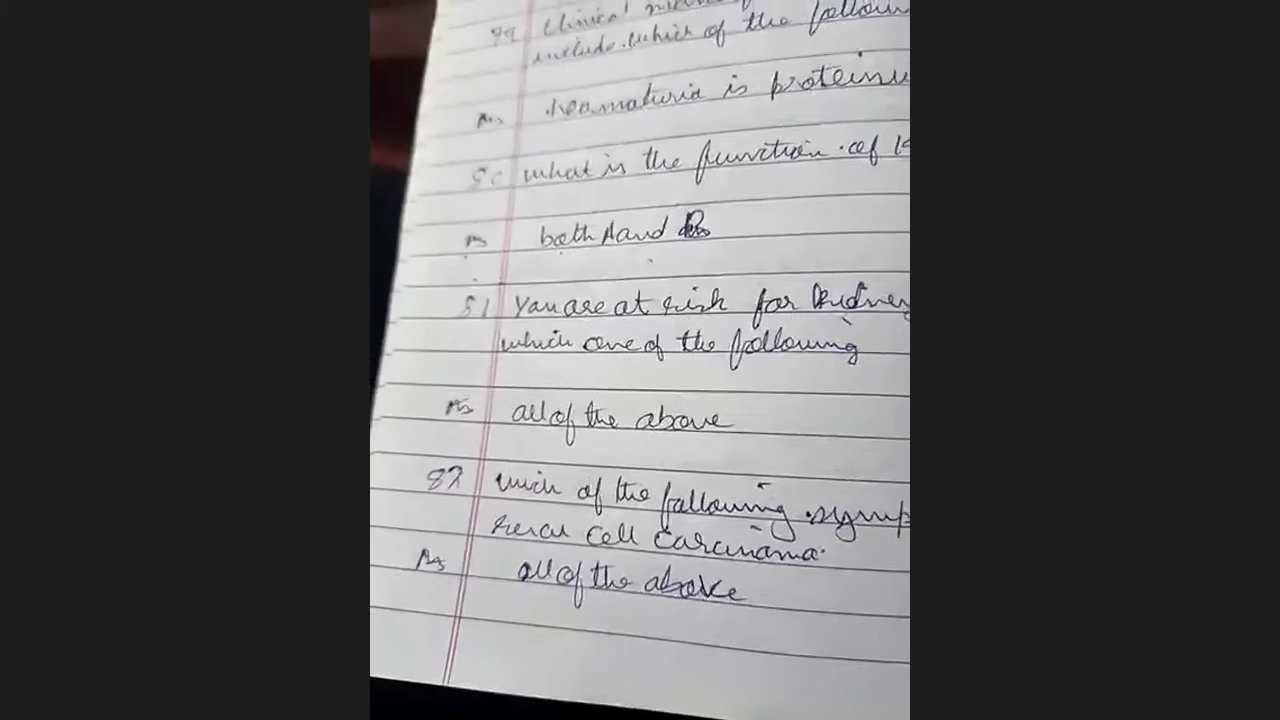 79 Clinical
include which of the follow
Ans heamaturia is proteinu
80 what is the function of k
Ans both A and B
81 You are at risk for kidney
which one of the following
Ans all of the above
82 which of the following symp
renal cell carcinama.
Ans all of the above